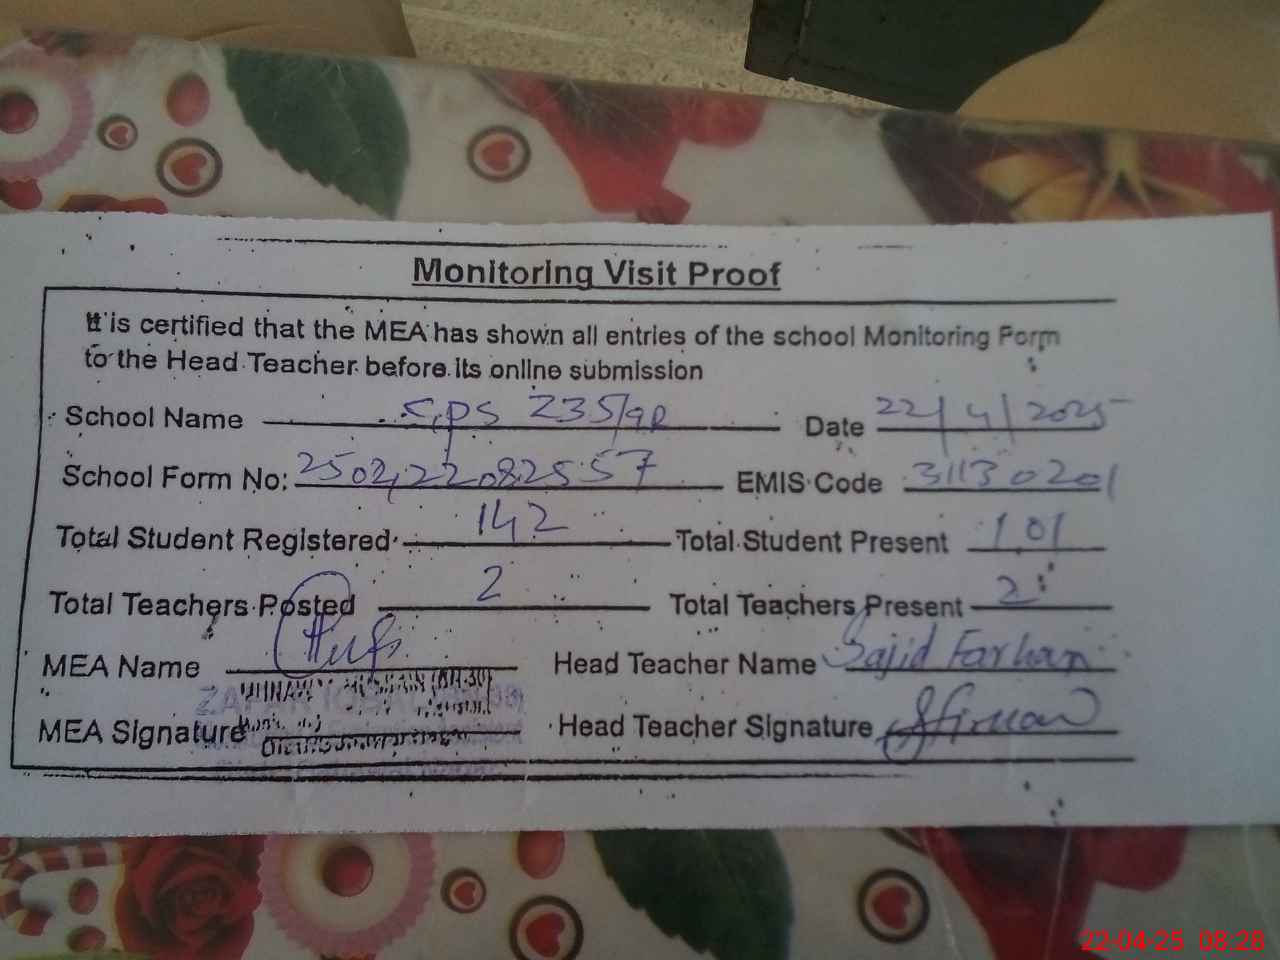 Monitoring Visit Proof
It is certified that the MEA has shown all entries of the school Monitoring Form
to the Head Teacher before its online submission
School Name GPS 235/9R Date 22/4/2025
School Form No: EMIS Code 31130201
Total Student Registered 142 Total Student Present 101
Total Teachers Posted 2 Total Teachers Present 2
MEA Name Head Teacher Name Sajid Farhan
MEA Signature Head Teacher Signature
22-04-25 08:28